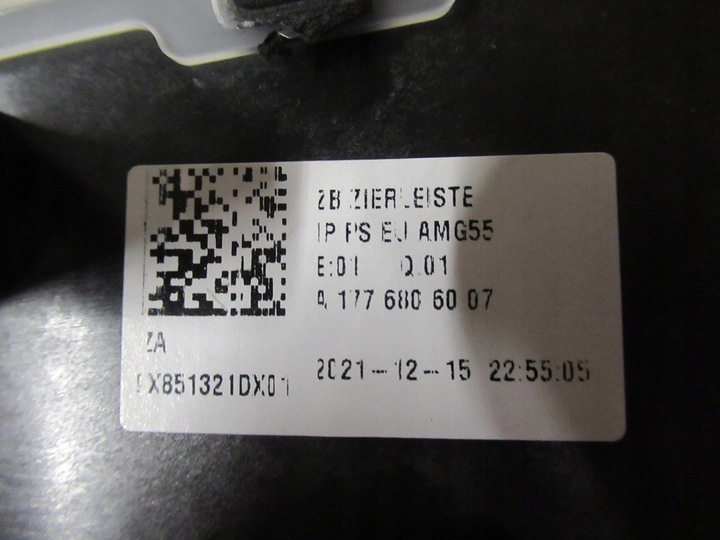 ZB ZIERLEISTE
IP PS EU AMG55
E:01 Q:01
A 177 680 60 07
ZA
X851321DX01
2021-12-15 22:55:05